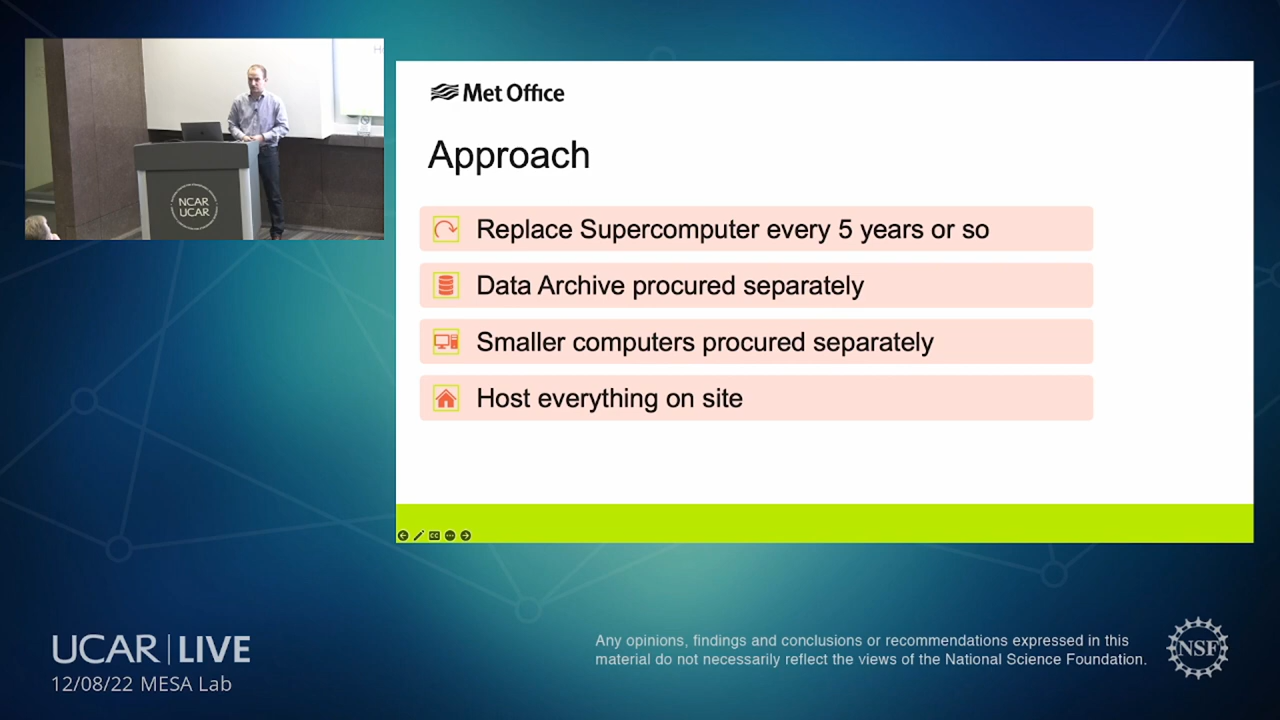 NCAR
UCAR
Met Office
Approach
Replace Supercomputer every 5 years or so
Data Archive procured separately
Smaller computers procured separately
Host everything on site
UCAR | LIVE
12/08/22 MESA Lab
Any opinions, findings and conclusions or recommendations expressed in this
material do not necessarily reflect the views of the National Science Foundation.
NSF